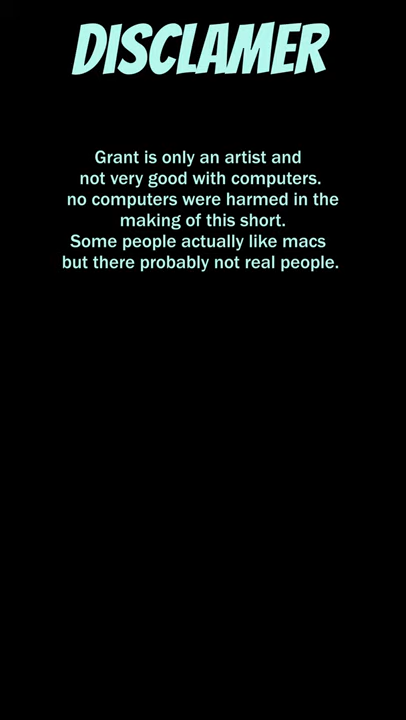 DISCLAMER
Grant is only an artist and
not very good with computers.
no computers were harmed in the
making of this short.
Some people actually like macs
but there probably not real people.